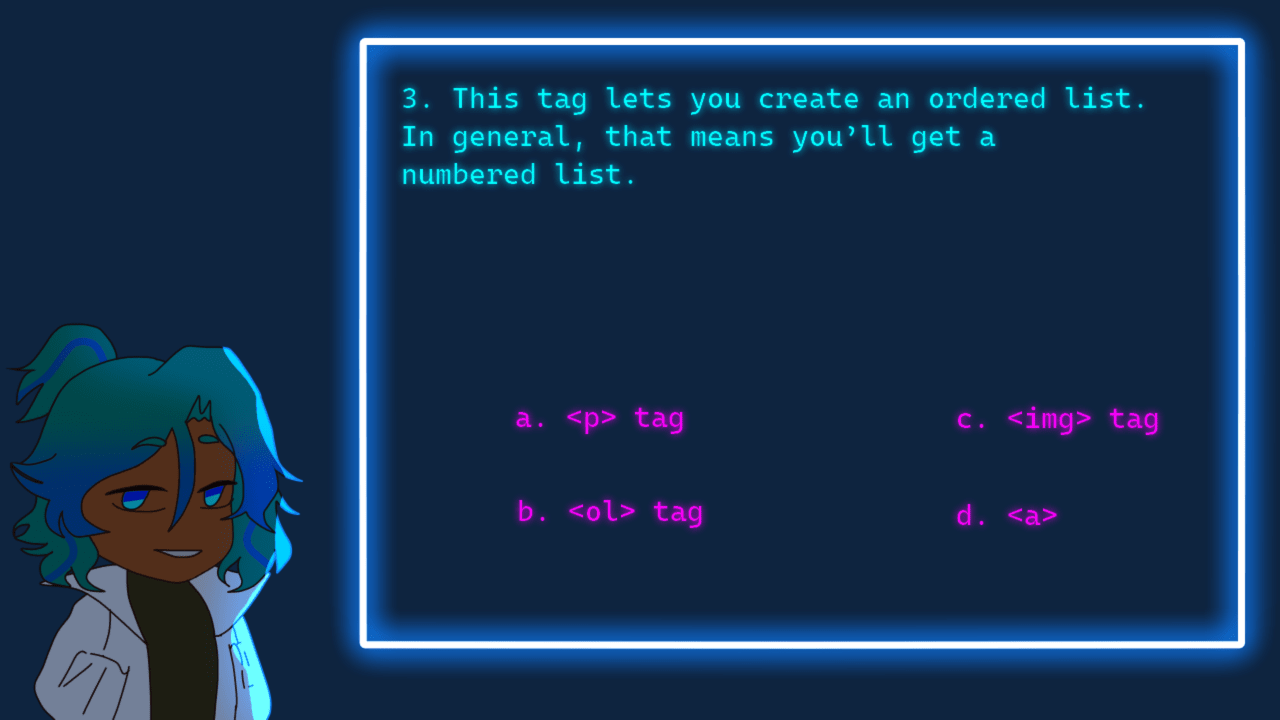 3. This tag lets you create an ordered list.
In general, that means you’ll get a
numbered list.
a. <p> tag
b. <ol> tag
c. <img> tag
d. <a>